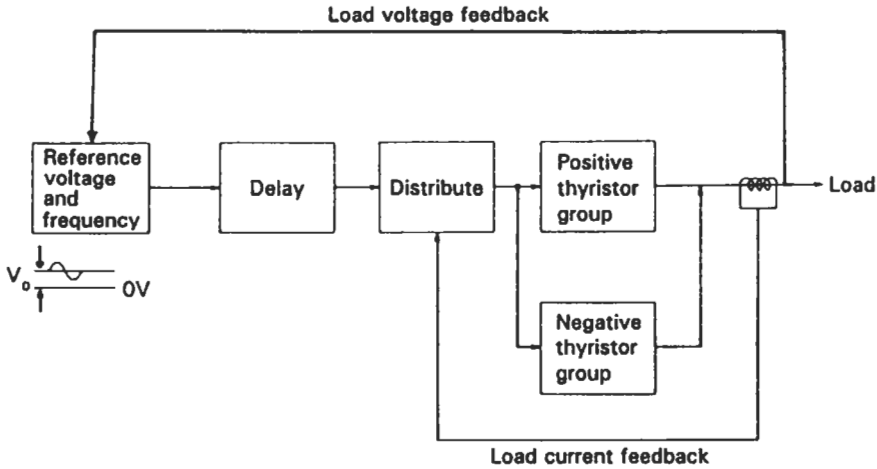 Load voltage feedback
Reference
voltage
and
frequency
Delay
Distribute
Positive
thyristor
group
Load
V₀
0V
Negative
thyristor
group
Load current feedback